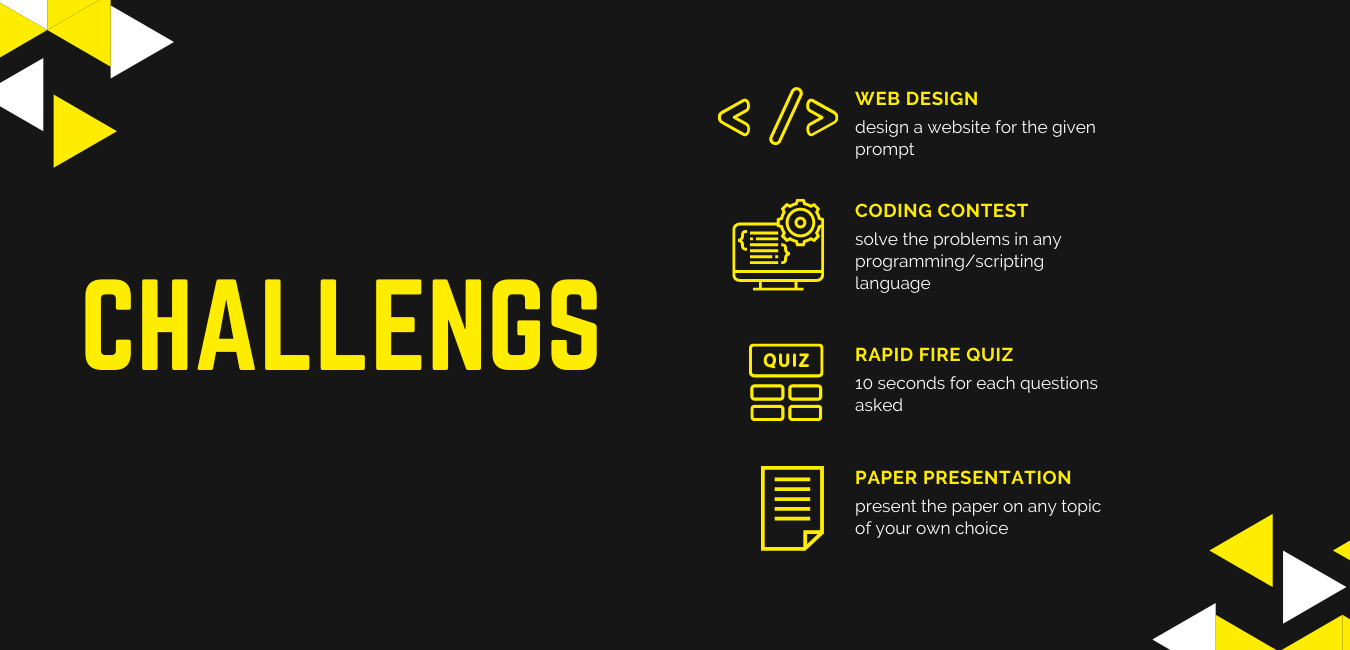 CHALLENGS
WEB DESIGN
design a website for the given
prompt
CODING CONTEST
solve the problems in any
programming/scripting
language
QUIZ
RAPID FIRE QUIZ
10 seconds for each questions
asked
PAPER PRESENTATION
present the paper on any topic
of your own choice